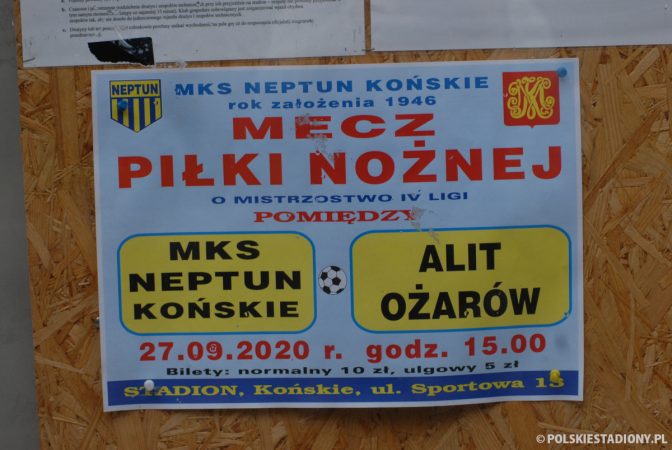 NEPTUN
MKS NEPTUN KOŃSKIE
rok założenia 1946
MECZ
PIŁKI NOŻNEJ
O MISTRZOSTWO IV LIGI
POMIĘDZY
MKS
NEPTUN
KOŃSKIE
ALIT
OŻARÓW
27.09.2020 r. godz. 15.00
Bilety: normalny 10 zł, ulgowy 5 zł
STADION, Końskie, ul. Sportowa 13
© POLSKIESTADIONY.PL